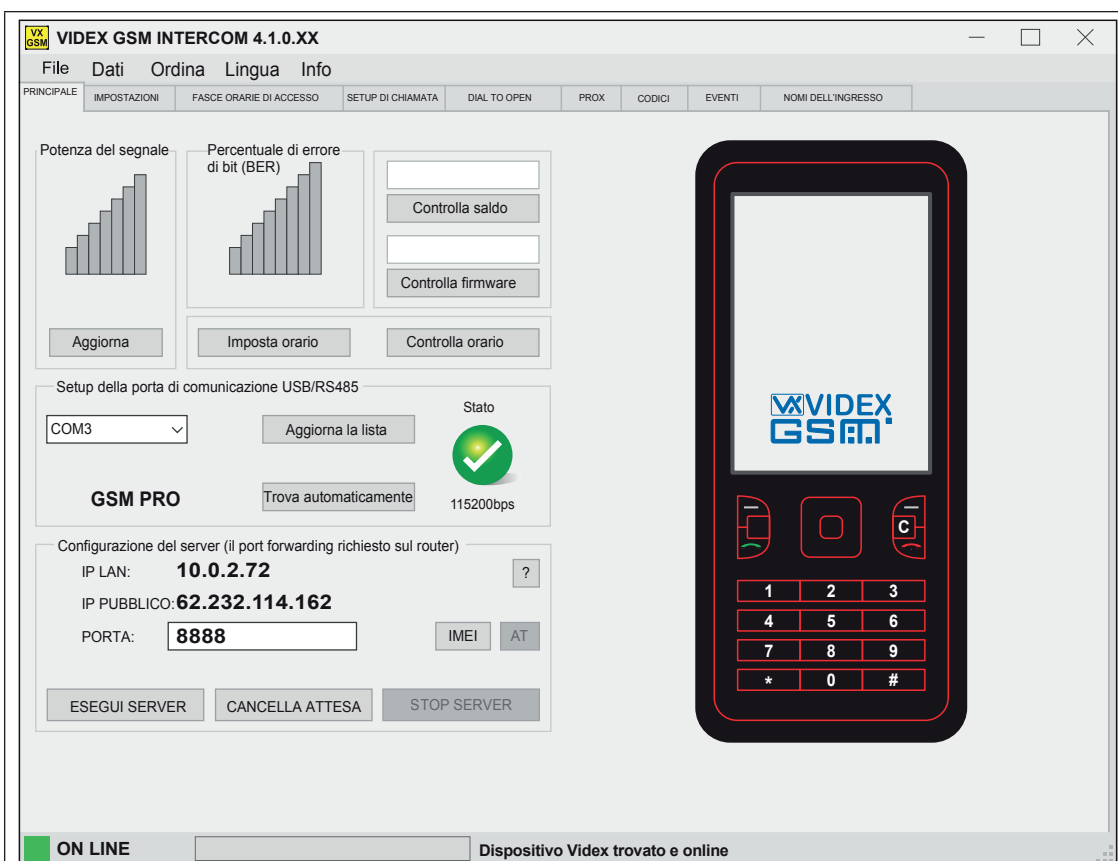 VX
GSM
VIDEX GSM INTERCOM 4.1.0.XX
File Dati Ordina Lingua Info
PRINCIPALE IMPOSTAZIONI FASCE ORARIE DI ACCESSO SETUP DI CHIAMATA DIAL TO OPEN PROX CODICI EVENTI NOMI DELL'INGRESSO
Potenza del segnale
Percentuale di errore
di bit (BER)
Controlla saldo
Controlla firmware
Aggiorna
Imposta orario
Controlla orario
Setup della porta di comunicazione USB/RS485
COM3
Aggiorna la lista
Stato
GSM PRO
Trova automaticamente
115200bps
Configurazione del server (il port forwarding richiesto sul router)
IP LAN: 10.0.2.72
?
IP PUBBLICO: 62.232.114.162
PORTA: 8888
IMEI
AT
ESEGUI SERVER
CANCELLA ATTESA
STOP SERVER
VIDEX
GSM
C
1 2 3
4 5 6
7 8 9
* 0 #
ON LINE
Dispositivo Videx trovato e online